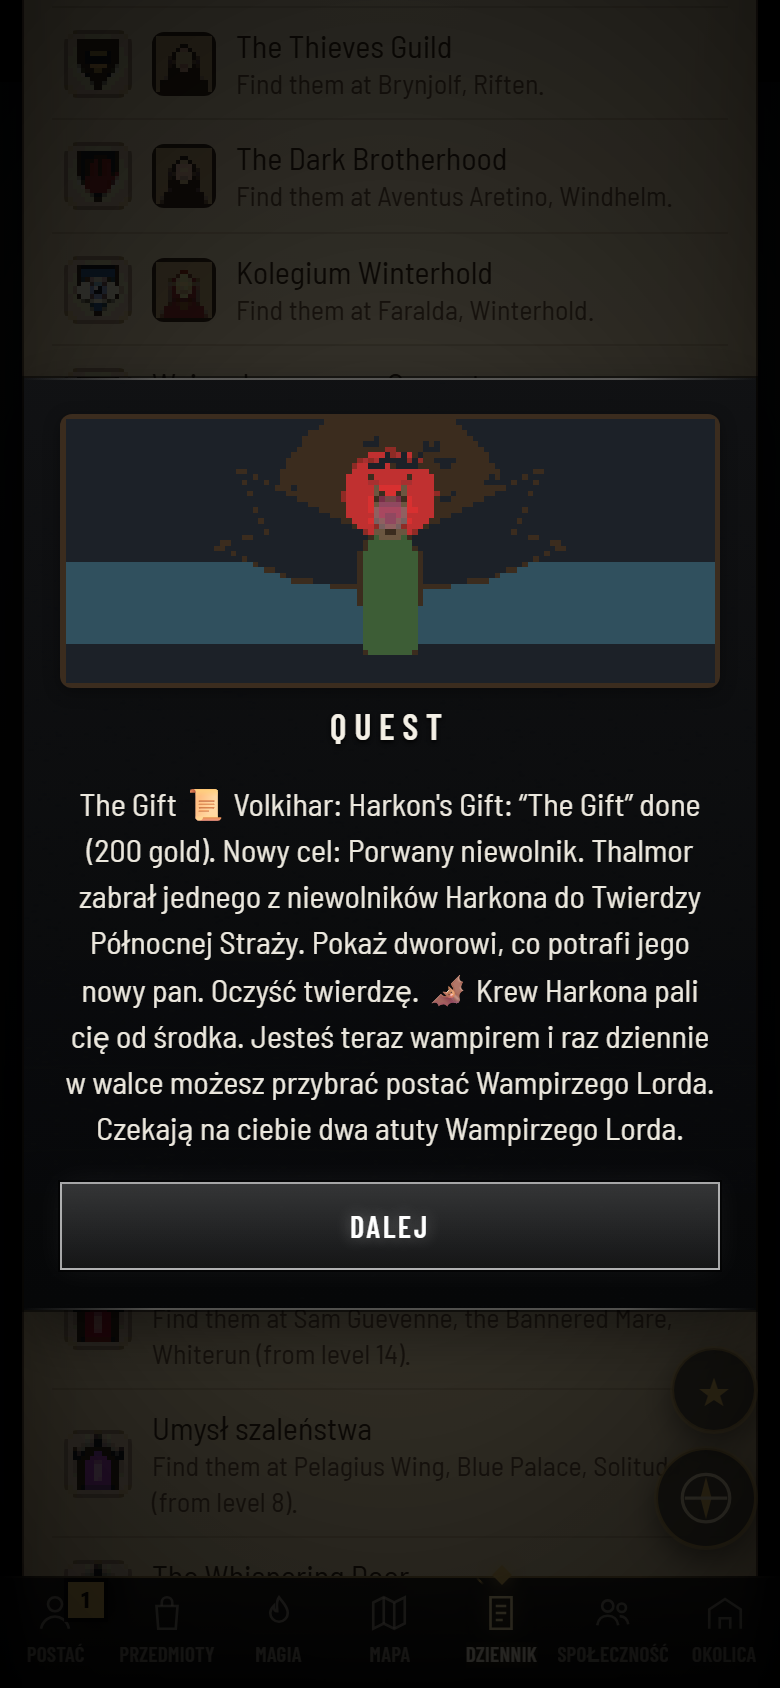 The Thieves Guild
Find them at Brynjolf, Riften.
The Dark Brotherhood
Find them at Aventus Aretino, Windhelm.
Kolegium Winterhold
Find them at Faralda, Winterhold.
QUEST
The Gift 📜 Volkihar: Harkon's Gift: “The Gift” done
(200 gold). Nowy cel: Porwany niewolnik. Thalmor
zabrał jednego z niewolników Harkona do Twierdzy
Północnej Straży. Pokaż dworowi, co potrafi jego
nowy pan. Oczyść twierdzę. 🦇 Krew Harkona pali
cię od środka. Jesteś teraz wampirem i raz dziennie
w walce możesz przybrać postać Wampirzego Lorda.
Czekają na ciebie dwa atuty Wampirzego Lorda.
DALEJ
Find them at Sam Guevenne, the Bannered Mare,
Whiterun (from level 14).
Umysł szaleństwa
Find them at Pelagius Wing, Blue Palace, Solitud
(from level 8).
The Whispering Door
1
POSTAĆ PRZEDMIOTY MAGIA MAPA DZIENNIK SPOŁECZNOŚĆ OKOLICA